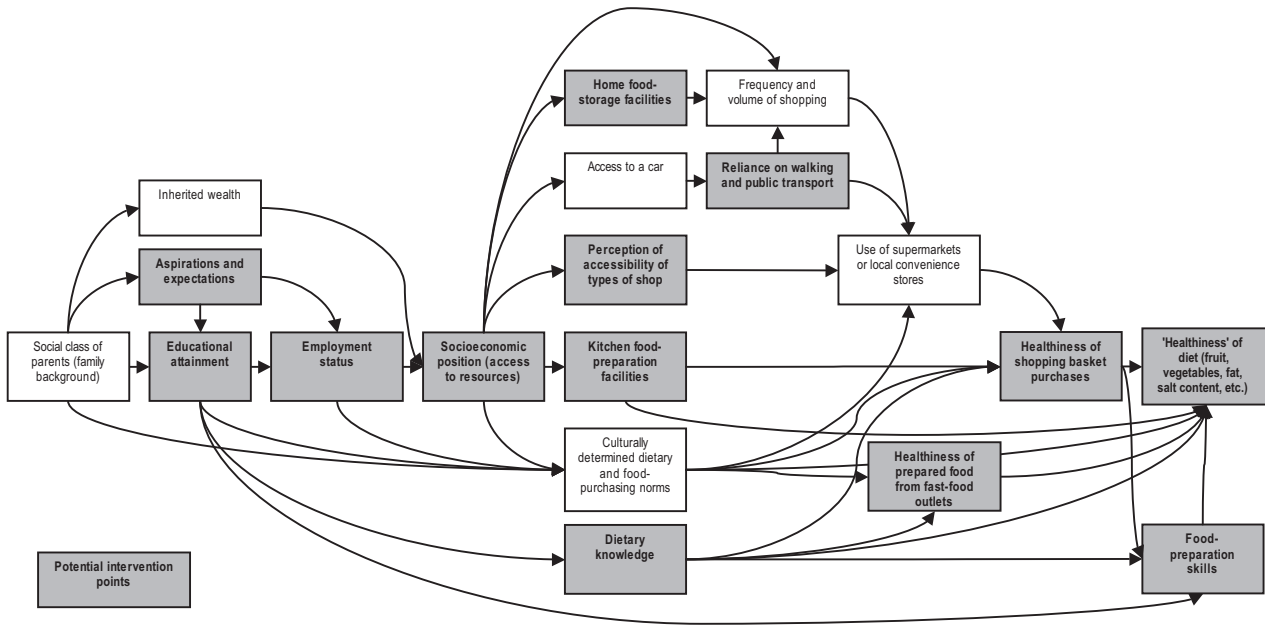 Home food-
storage facilities
Frequency and
volume of shopping
Access to a car
Reliance on walking
and public transport
Inherited wealth
Aspirations and
expectations
Perception of
accessibility of
types of shop
Use of supermarkets
or local convenience
stores
Social class of
parents (family
background)
Educational
attainment
Employment
status
Socioeconomic
position (access
to resources)
Kitchen food-
preparation
facilities
Healthiness of
shopping basket
purchases
'Healthiness' of
diet (fruit,
vegetables, fat,
salt content, etc.)
Culturally
determined dietary
and food-
purchasing norms
Healthiness of
prepared food
from fast-food
outlets
Dietary
knowledge
Food-
preparation
skills
Potential intervention
points